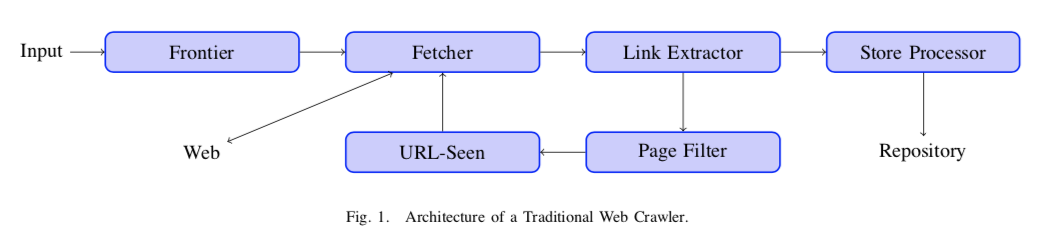 Input
Frontier
Fetcher
Link Extractor
Store Processor
Web
URL-Seen
Page Filter
Repository
Fig. 1. Architecture of a Traditional Web Crawler.